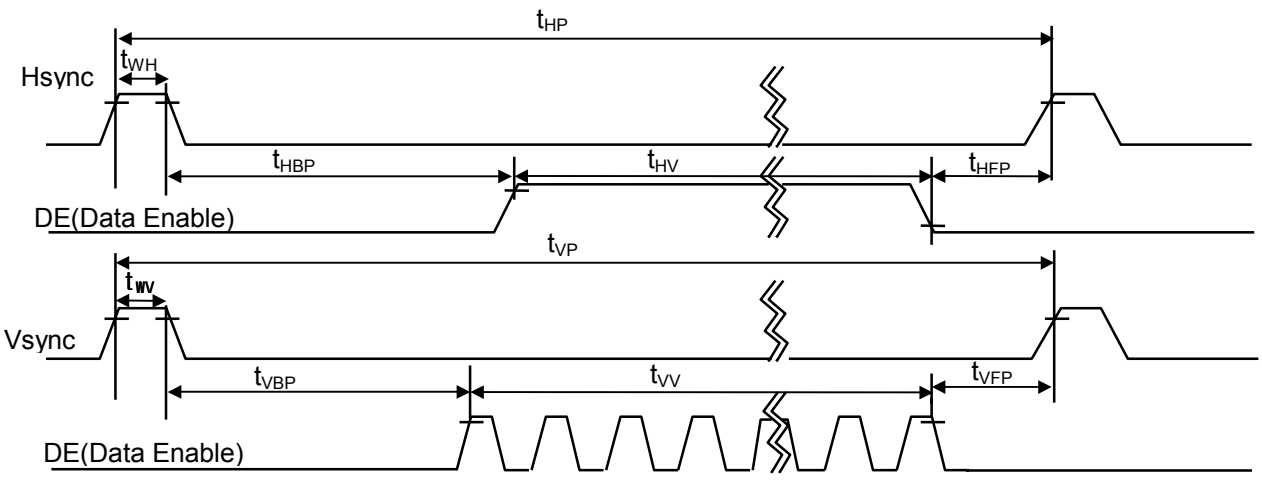 tHP
tWH
Hsync
tHBP
tHV
tHFP
DE(Data Enable)
tVP
tWV
Vsync
tVBP
tVV
tVFP
DE(Data Enable)